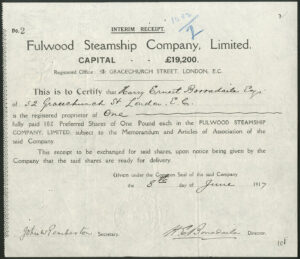 No. 2
INTERIM RECEIPT.
Fulwood Steamship Company, Limited.
CAPITAL - £19,200.
Registered Office: GRACECHURCH STREET, LONDON, E.C.
This is to Certify that Harry Ernest Borradaile Esq
of 52 Gracechurch St London E.C.
is the registered proprietor of One
fully paid 10% Preferred Shares of One Pound each in the FULWOOD STEAMSHIP
COMPANY, LIMITED, subject to the Memorandum and Articles of Association of the
said Company.
This receipt to be exchanged for said shares, upon notice being given by the
Company that the said shares are ready for delivery.
Given under the Common Seal of the said Company
the 8th day of June 1917
Secretary.
Director.